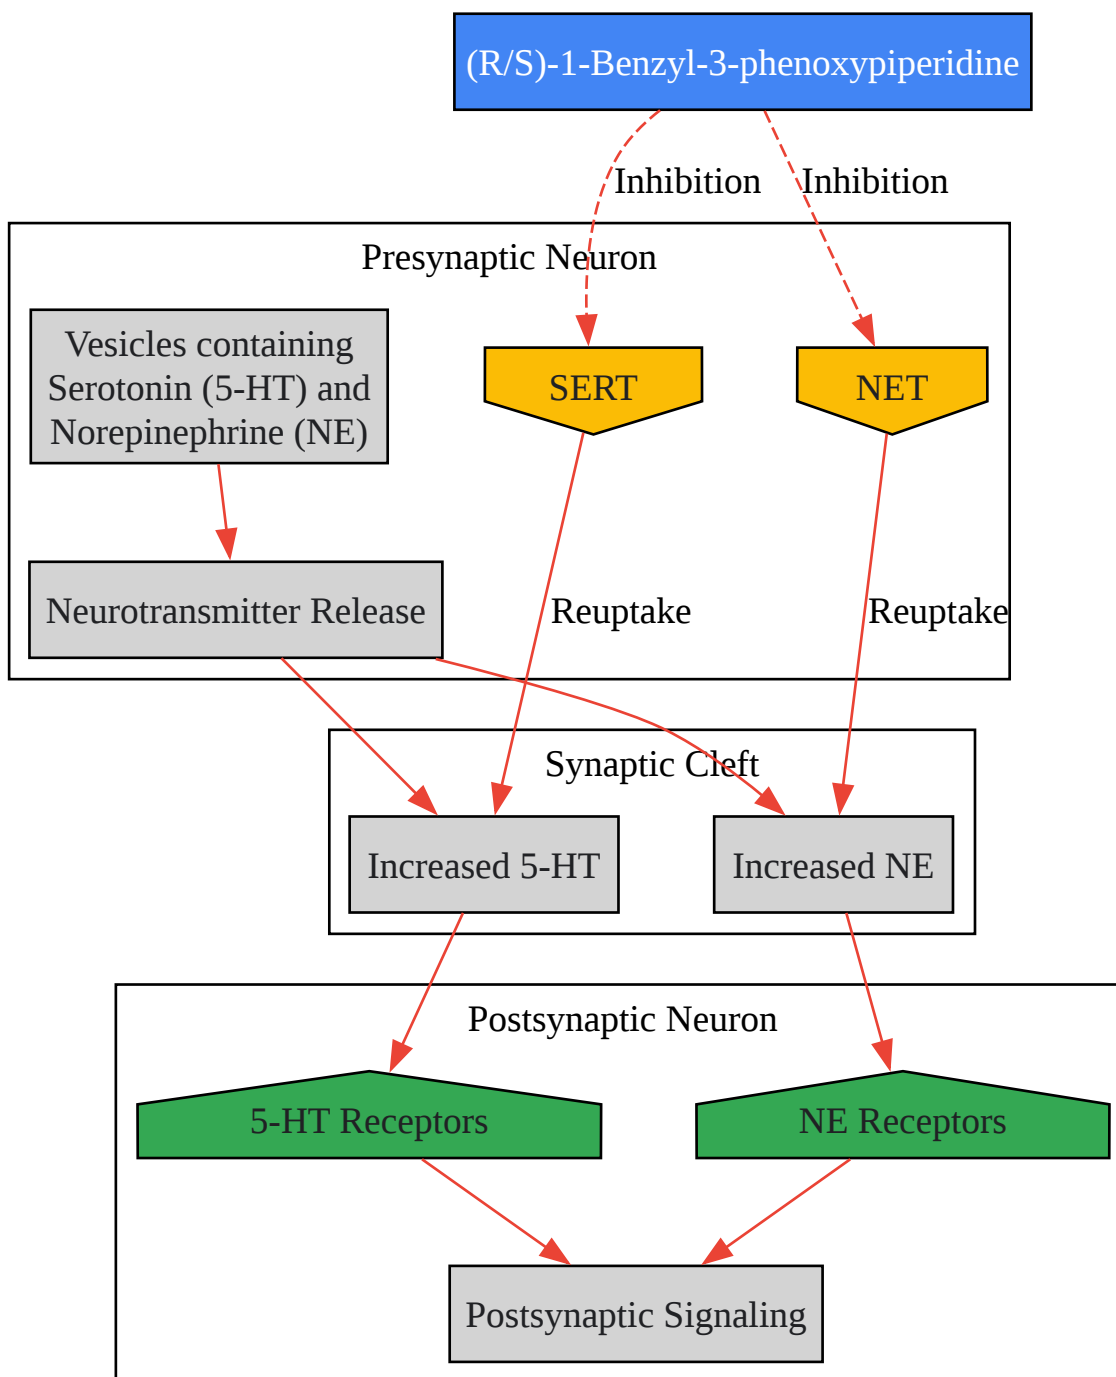 (R/S)-1-Benzyl-3-phenoxypiperidine
Inhibition
Inhibition
Presynaptic Neuron
Vesicles containing
Serotonin (5-HT) and
Norepinephrine (NE)
SERT
NET
Neurotransmitter Release
Reuptake
Reuptake
Synaptic Cleft
Increased 5-HT
Increased NE
Postsynaptic Neuron
5-HT Receptors
NE Receptors
Postsynaptic Signaling